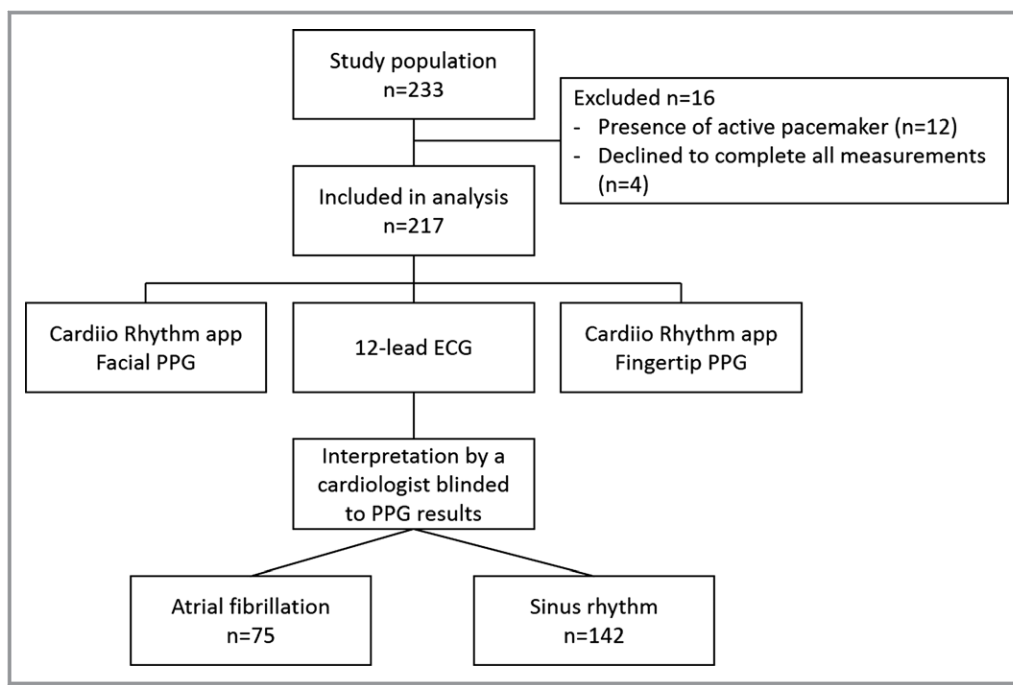 Study population
n=233
Excluded n=16
- Presence of active pacemaker (n=12)
- Declined to complete all measurements
(n=4)
Included in analysis
n=217
Cardiio Rhythm app
Facial PPG
12-lead ECG
Cardiio Rhythm app
Fingertip PPG
Interpretation by a
cardiologist blinded
to PPG results
Atrial fibrillation
n=75
Sinus rhythm
n=142